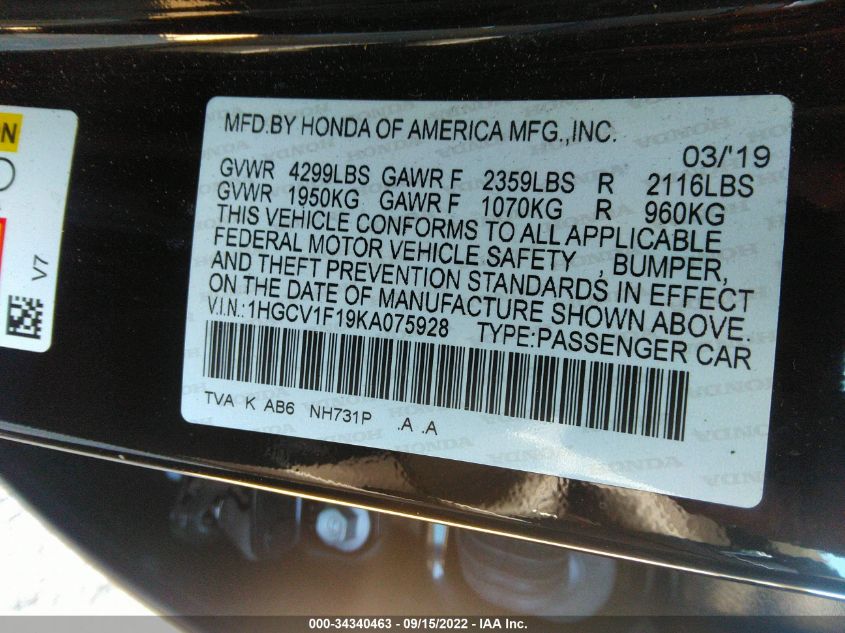 MFD.BY HONDA OF AMERICA MFG.,INC.
03/'19
GVWR 4299LBS GAWR F 2359LBS R 2116LBS
GVWR 1950KG GAWR F 1070KG R 960KG
THIS VEHICLE CONFORMS TO ALL APPLICABLE
FEDERAL MOTOR VEHICLE SAFETY , BUMPER,
AND THEFT PREVENTION STANDARDS IN EFFECT
ON THE DATE OF MANUFACTURE SHOWN ABOVE.
V.I.N.:1HGCV1F19KA075928 TYPE:PASSENGER CAR
TVA K AB6 NH731P .A .A
V7
000-34340463 - 09/15/2022 - IAA Inc.